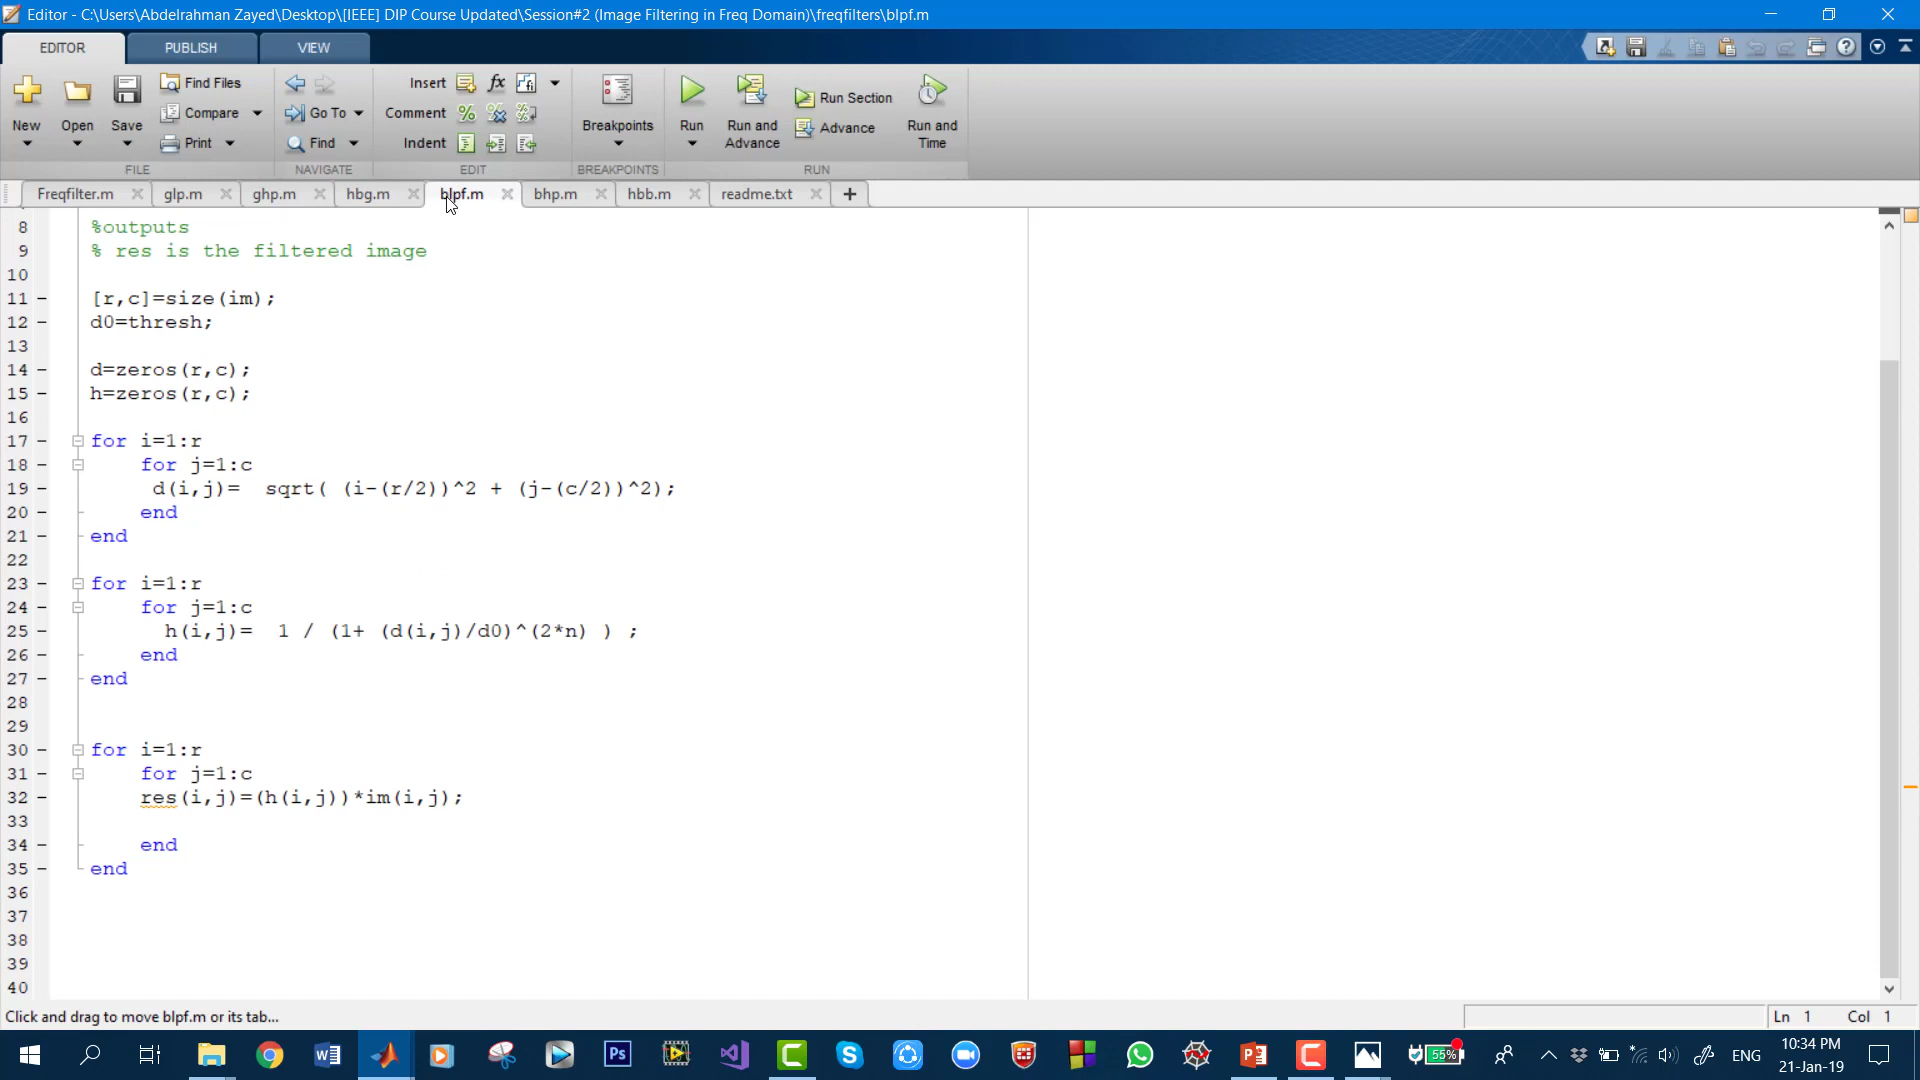 Editor - C:\Users\Abdelrahman Zayed\Desktop\[IEEE] DIP Course Updated\Session#2 (Image Filtering in Freq Domain)\freqfilters\blpf.m
EDITOR PUBLISH VIEW
New Open Save Find Files Compare Print
Go To Find
Insert fx Comment Indent
Breakpoints
Run Run and Advance Run Section Advance Run and Time
FILE NAVIGATE EDIT BREAKPOINTS RUN
Freqfilter.m glp.m ghp.m hbg.m blpf.m bhp.m hbb.m readme.txt
8 %outputs
9 % res is the filtered image
10
11 [r,c]=size(im);
12 d0=thresh;
13
14 d=zeros(r,c);
15 h=zeros(r,c);
16
17 for i=1:r
18 for j=1:c
19 d(i,j)=  sqrt( (i-(r/2))^2 + (j-(c/2))^2);
20 end
21 end
22
23 for i=1:r
24 for j=1:c
25 h(i,j)=  1 / (1+ (d(i,j)/d0)^(2*n) ) ;
26 end
27 end
28
29
30 for i=1:r
31 for j=1:c
32 res(i,j)=(h(i,j))*im(i,j);
33
34 end
35 end
36
37
38
39
40
Click and drag to move blpf.m or its tab...
Ln 1 Col 1
55%
ENG
10:34 PM
21-Jan-19